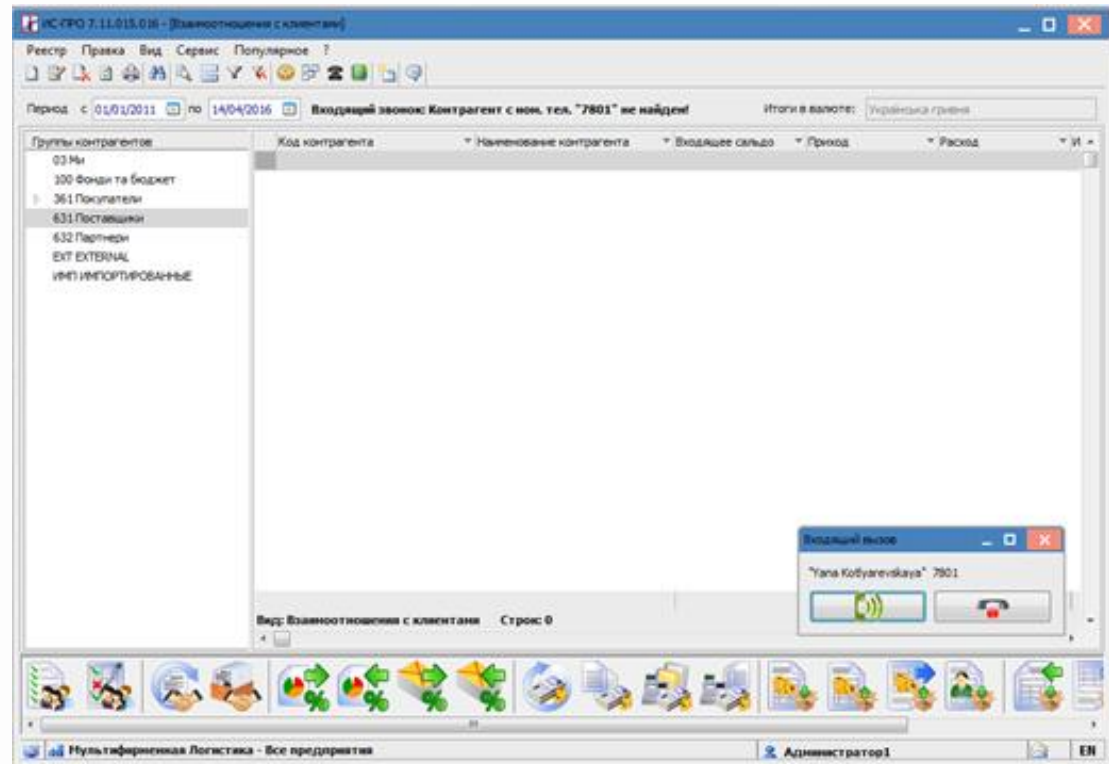 ИС-ПРО 7.11.015.016 - [Взаимоотношения с клиентами]
Реестр Правка Вид Сервис Популярное ?
Период с 01/01/2011 по 14/04/2016 Входящий звонок: Контрагент с ном. тел. "7801" не найден! Итоги в валюте: Українська гривня
Группы контрагентов Код контрагента Наименование контрагента Входящее сальдо Приход Расход И
03 Ми
100 Фонди та бюджет
361 Покупатели
631 Поставщики
632 Партнери
EXT EXTERNAL
ИМП ИМПОРТИРОВАННЫЕ
Входящий вызов
"Yana Kotlyarevskaya" 7801
Вид: Взаимоотношения с клиентами Строк: 0
Мультифирменная Логистика - Все предприятия Администратор1 EN